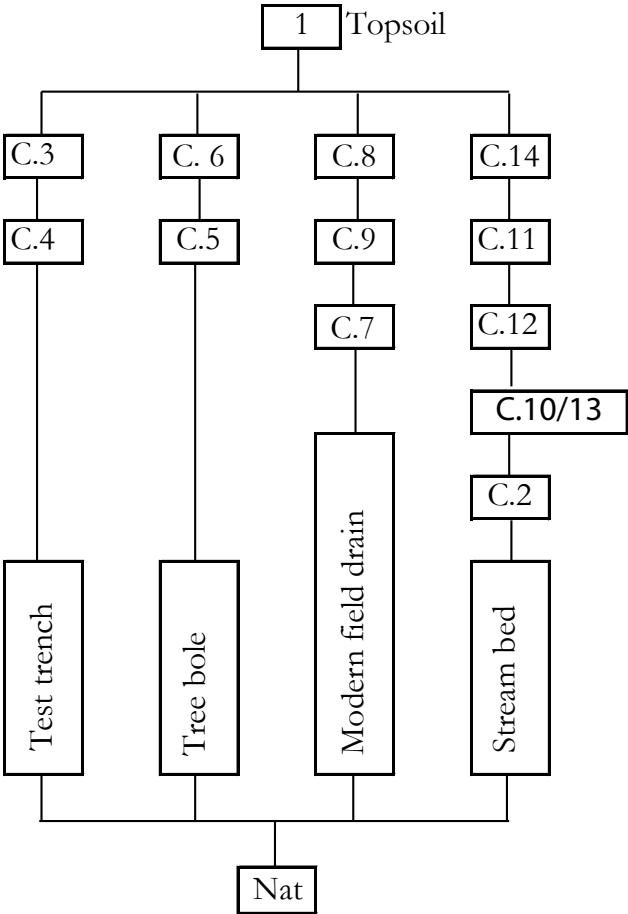 1 Topsoil
C.3 C. 6 C.8 C.14
C.4 C.5 C.9 C.11
C.7 C.12
C.10/13
C.2
Test trench
Tree bole
Modern field drain
Stream bed
Nat